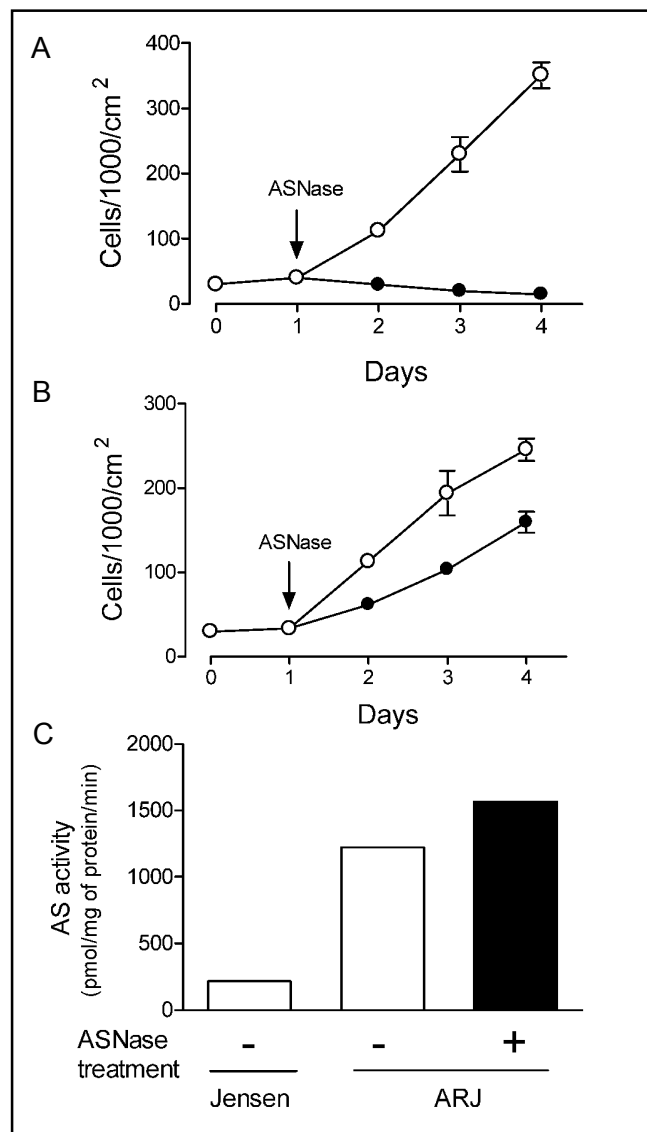 A
Cells/1000/cm²
400
300
200
100
0
ASNase
0 1 2 3 4
Days
B
Cells/1000/cm²
300
200
100
0
ASNase
0 1 2 3 4
Days
C
AS activity
(pmol/mg of protein/min)
2000
1500
1000
500
0
ASNase
treatment
- - +
Jensen ARJ